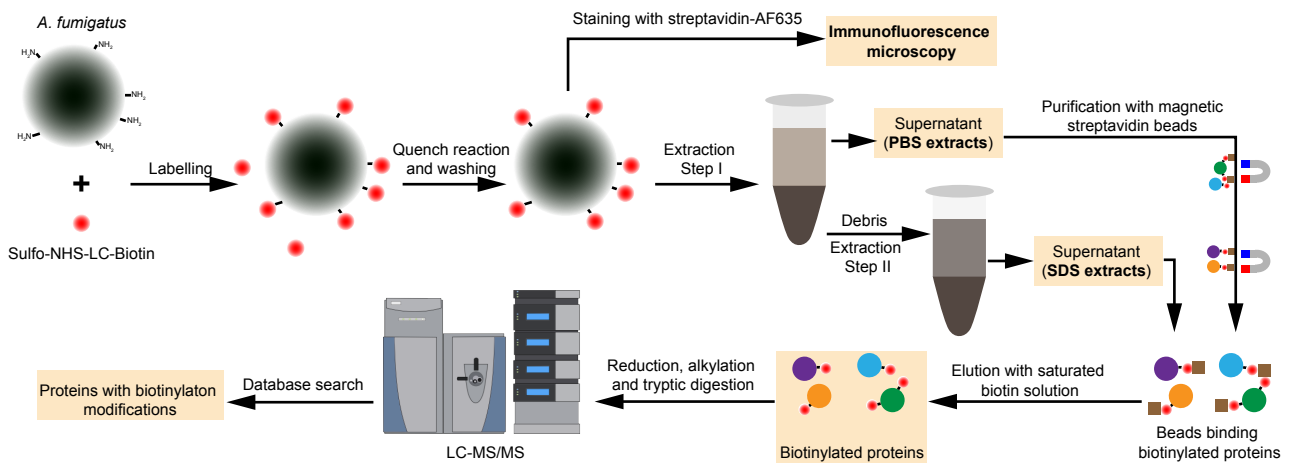 A. fumigatus
H₂N
NH₂
NH₂
NH₂
H₂N
NH₂
+
Sulfo-NHS-LC-Biotin
Labelling
Quench reaction
and washing
Staining with streptavidin-AF635
Immunofluorescence
microscopy
Extraction
Step I
Supernatant
(PBS extracts)
Purification with magnetic
streptavidin beads
Debris
Extraction
Step II
Supernatant
(SDS extracts)
Beads binding
biotinylated proteins
Elution with saturated
biotin solution
Biotinylated proteins
Reduction, alkylation
and tryptic digestion
LC-MS/MS
Database search
Proteins with biotinylaton
modifications